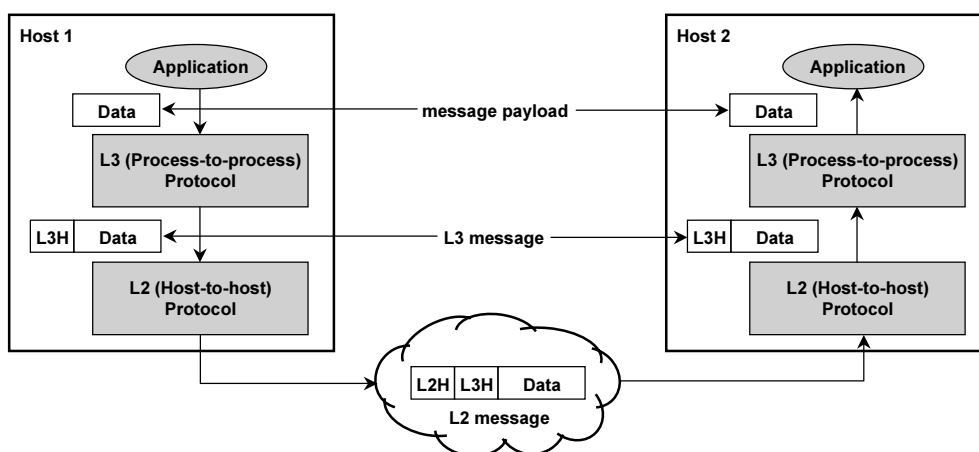 Host 1
Host 2
Application
Application
Data
message payload
Data
L3 (Process-to-process)
Protocol
L3 (Process-to-process)
Protocol
L3H
Data
L3 message
L3H
Data
L2 (Host-to-host)
Protocol
L2 (Host-to-host)
Protocol
L2H
L3H
Data
L2 message